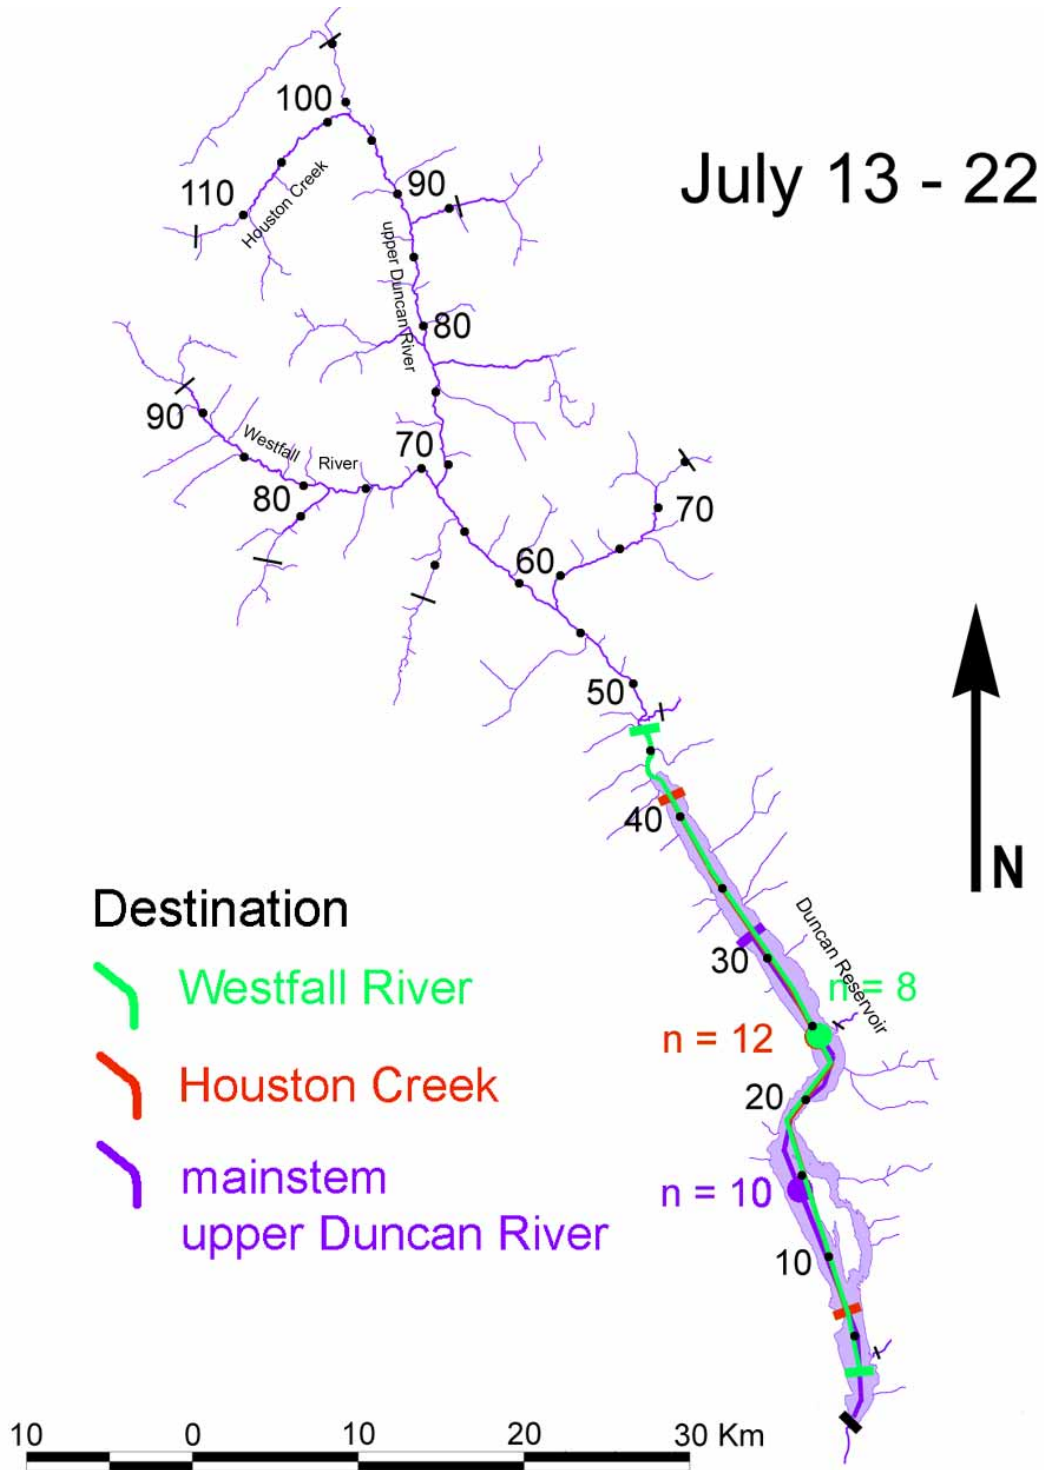 100
July 13 - 22
110
Houston Creek
90
upper Duncan River
80
90
Westfall
River
70
80
70
60
50
40
N
Destination
Westfall River
Houston Creek
mainstem
upper Duncan River
Duncan Reservoir
30
n = 8
n = 12
20
n = 10
10
10 0 10 20 30 Km